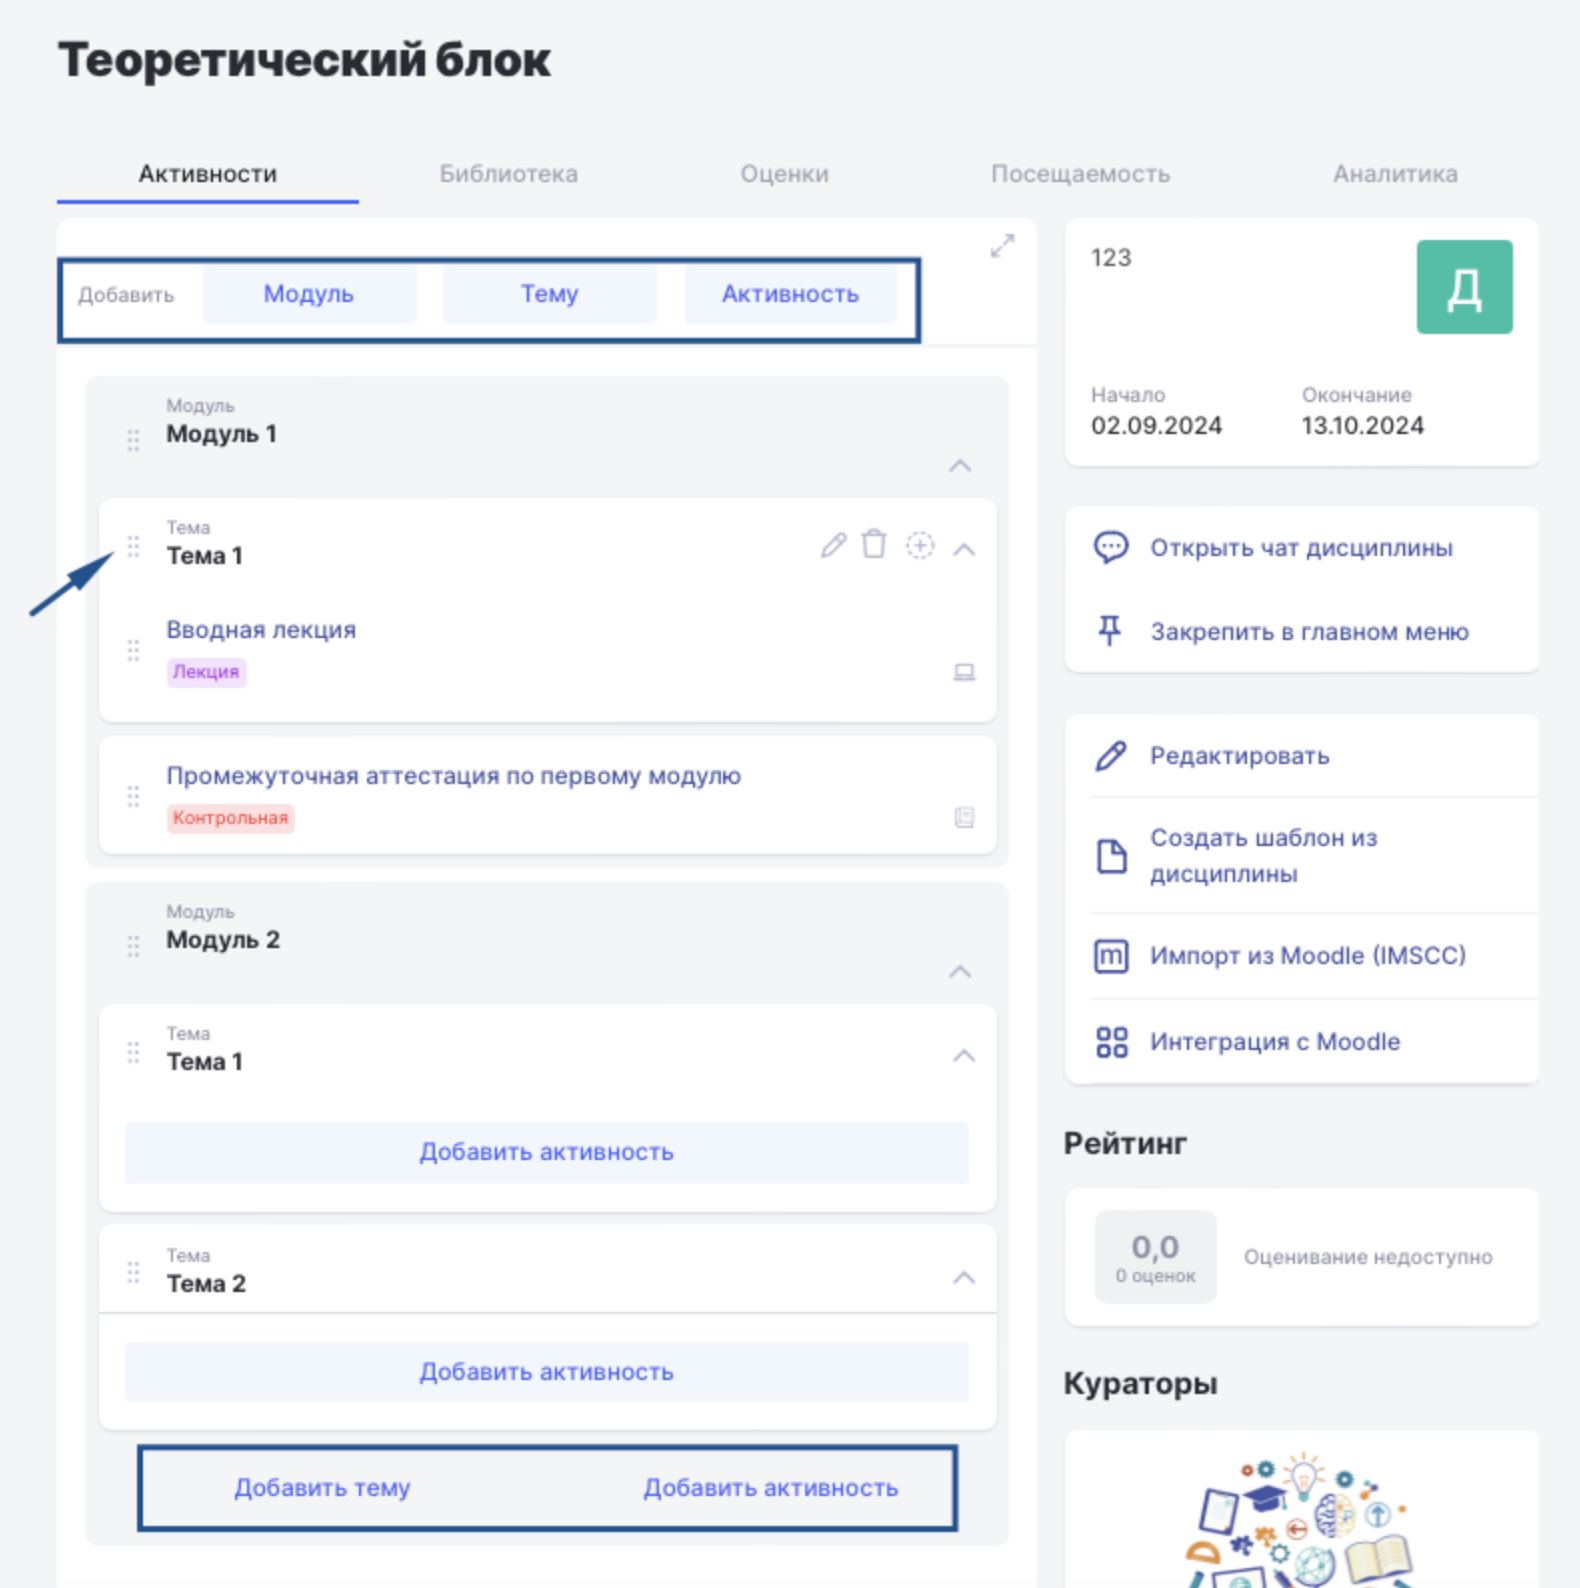 Теоретический блок
Активности
Библиотека
Оценки
Посещаемость
Аналитика
Добавить
Модуль
Тему
Активность
Модуль
Модуль 1
Тема
Тема 1
Вводная лекция
Лекция
Промежуточная аттестация по первому модулю
Контрольная
Модуль
Модуль 2
Тема
Тема 1
Добавить активность
Тема
Тема 2
Добавить активность
Добавить тему
Добавить активность
123
Д
Начало
Окончание
02.09.2024
13.10.2024
Открыть чат дисциплины
Закрепить в главном меню
Редактировать
Создать шаблон из
дисциплины
m
Импорт из Moodle (IMSCC)
Интеграция с Moodle
Рейтинг
0,0
0 оценок
Оценивание недоступно
Кураторы